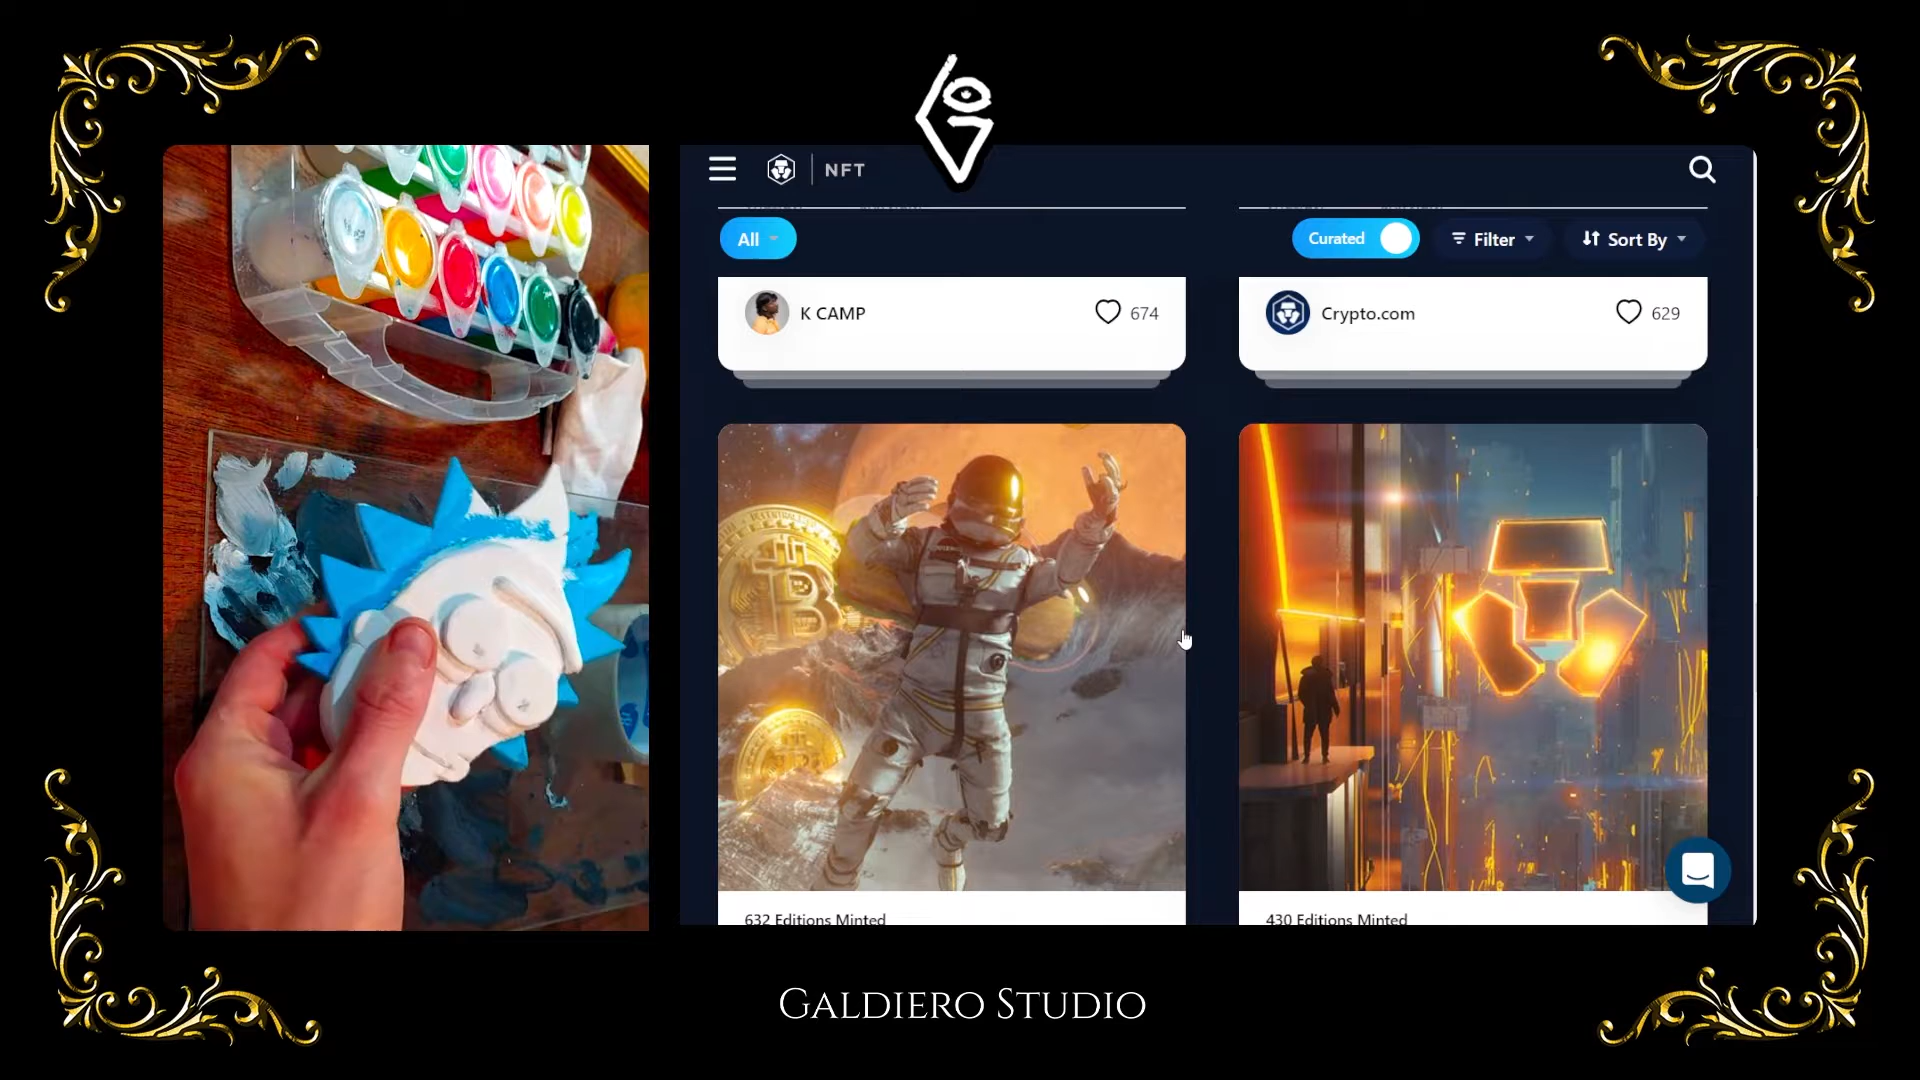 NFT
All
Curated
Filter
Sort By
K CAMP
674
Crypto.com
629
632 Editions Minted
430 Editions Minted
GALDIERO STUDIO